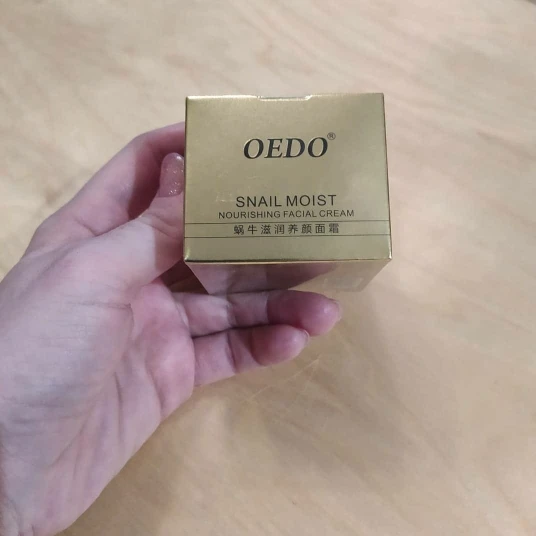 OEDO®
SNAIL MOIST
NOURISHING FACIAL CREAM
蜗牛滋润养颜面霜